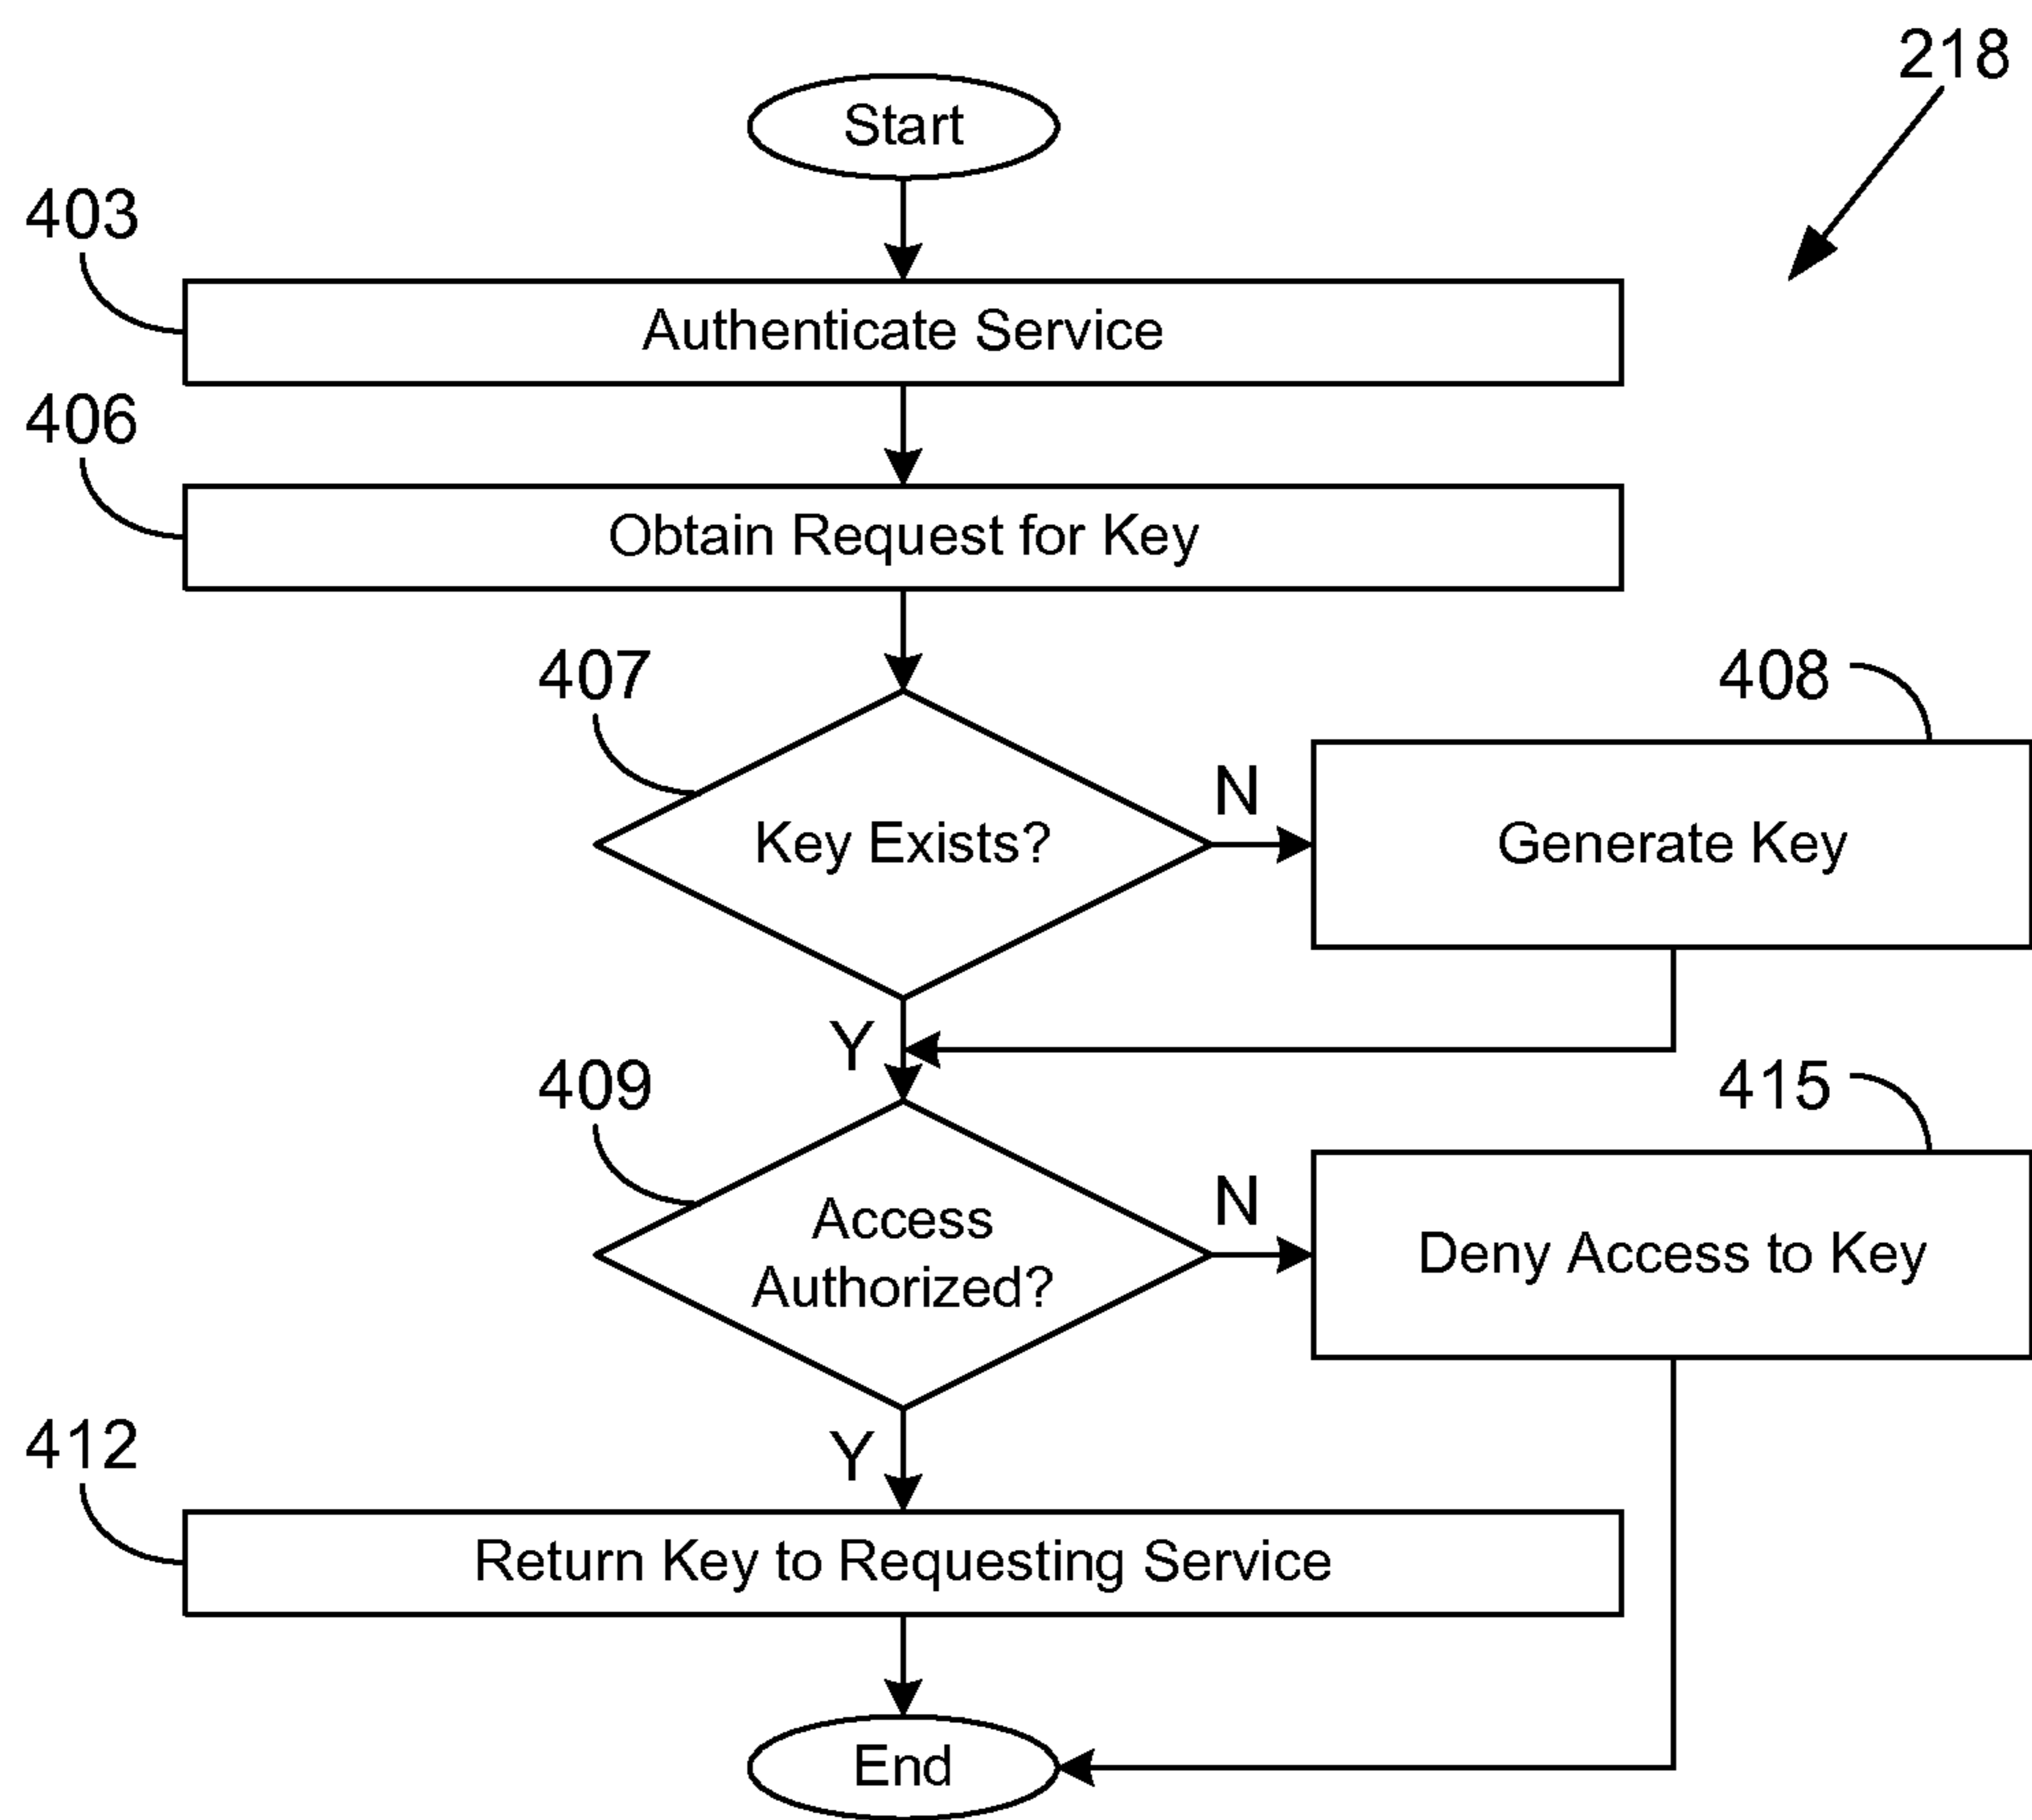 218
Start
403
Authenticate Service
406
Obtain Request for Key
407
408
N
Key Exists?
Generate Key
Y
409
415
N
Access
Authorized?
Deny Access to Key
412
Y
Return Key to Requesting Service
End